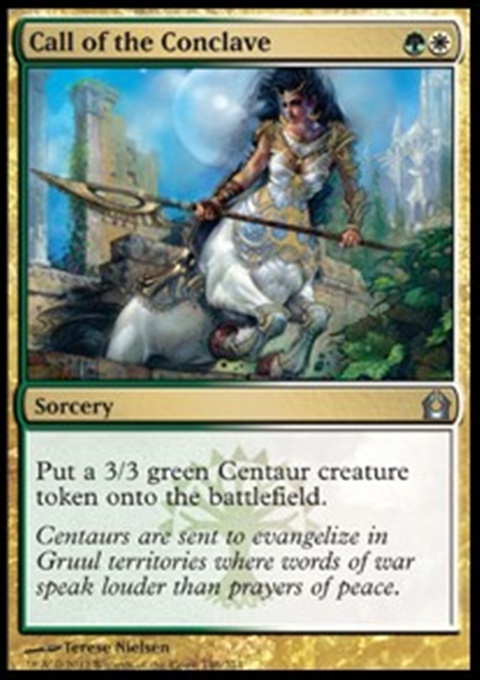 Call of the Conclave
Sorcery
Put a 3/3 green Centaur creature
token onto the battlefield.
Centaurs are sent to evangelize in
Gruul territories where words of war
speak louder than prayers of peace.
Terese Nielsen